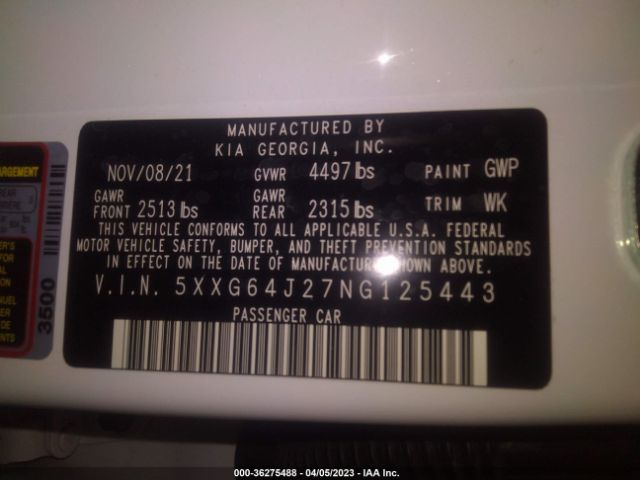 MANUFACTURED BY
KIA GEORGIA, INC.
NOV/08/21 GVWR 4497 lbs PAINT GWP
GAWR FRONT 2513 lbs GAWR REAR 2315 lbs TRIM WK
THIS VEHICLE CONFORMS TO ALL APPLICABLE U.S.A. FEDERAL
MOTOR VEHICLE SAFETY, BUMPER, AND THEFT PREVENTION STANDARDS
IN EFFECT ON THE DATE OF MANUFACTURE SHOWN ABOVE.
V.I.N. 5XXG64J27NG125443
PASSENGER CAR
3500
000-36275488 - 04/05/2023 - IAA Inc.